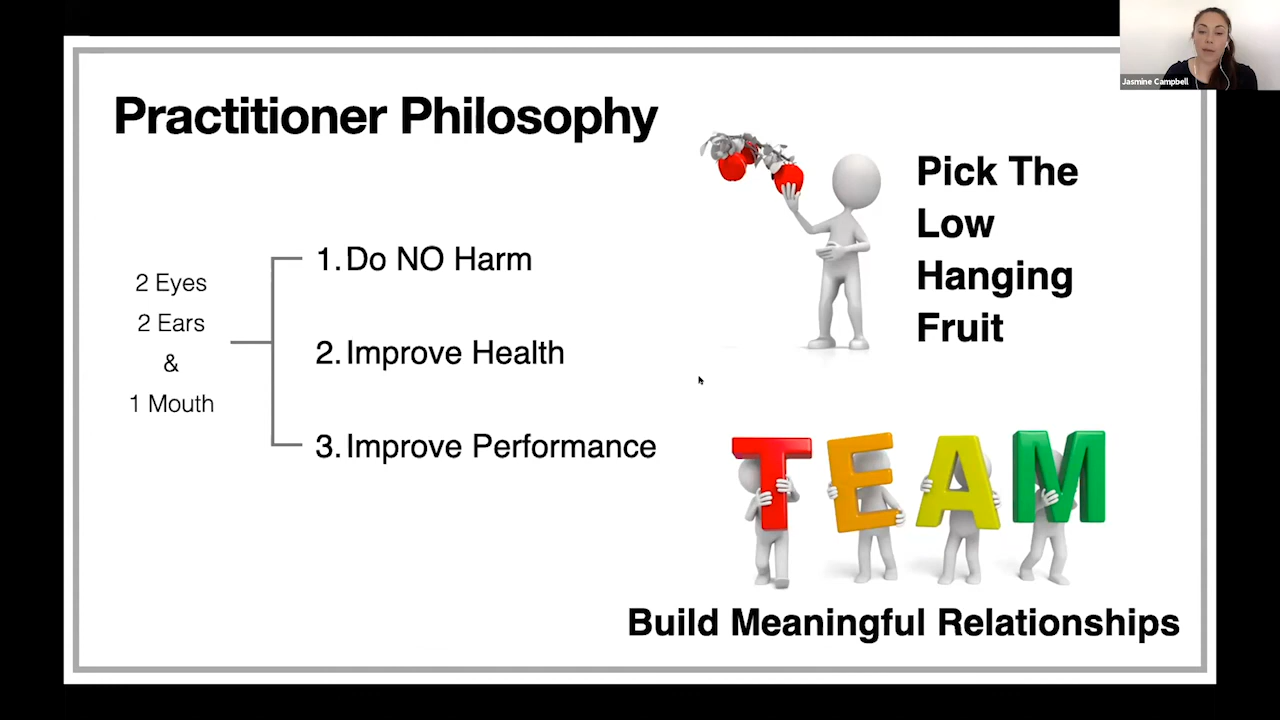 Jasmine Campbell
Practitioner Philosophy
2 Eyes
2 Ears
&
1 Mouth
1. Do NO Harm
2. Improve Health
3. Improve Performance
Pick The
Low
Hanging
Fruit
TEAM
Build Meaningful Relationships